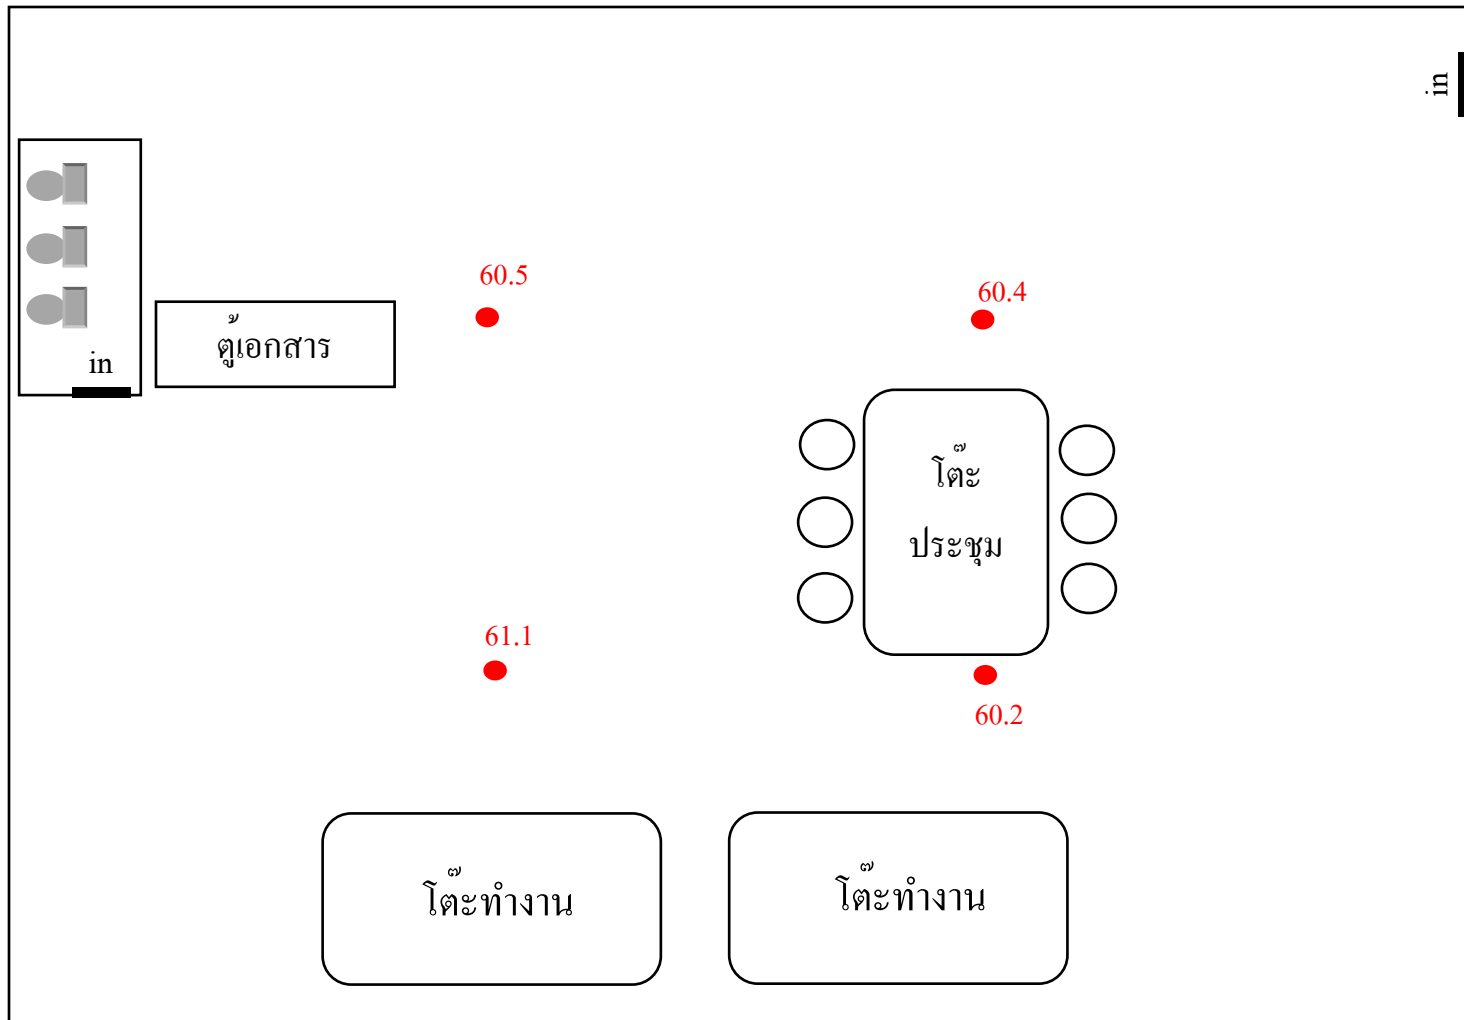 in
60.5
60.4
in
ตู้เอกสาร
โต๊ะ
ประชุม
61.1
60.2
โต๊ะทำงาน
โต๊ะทำงาน